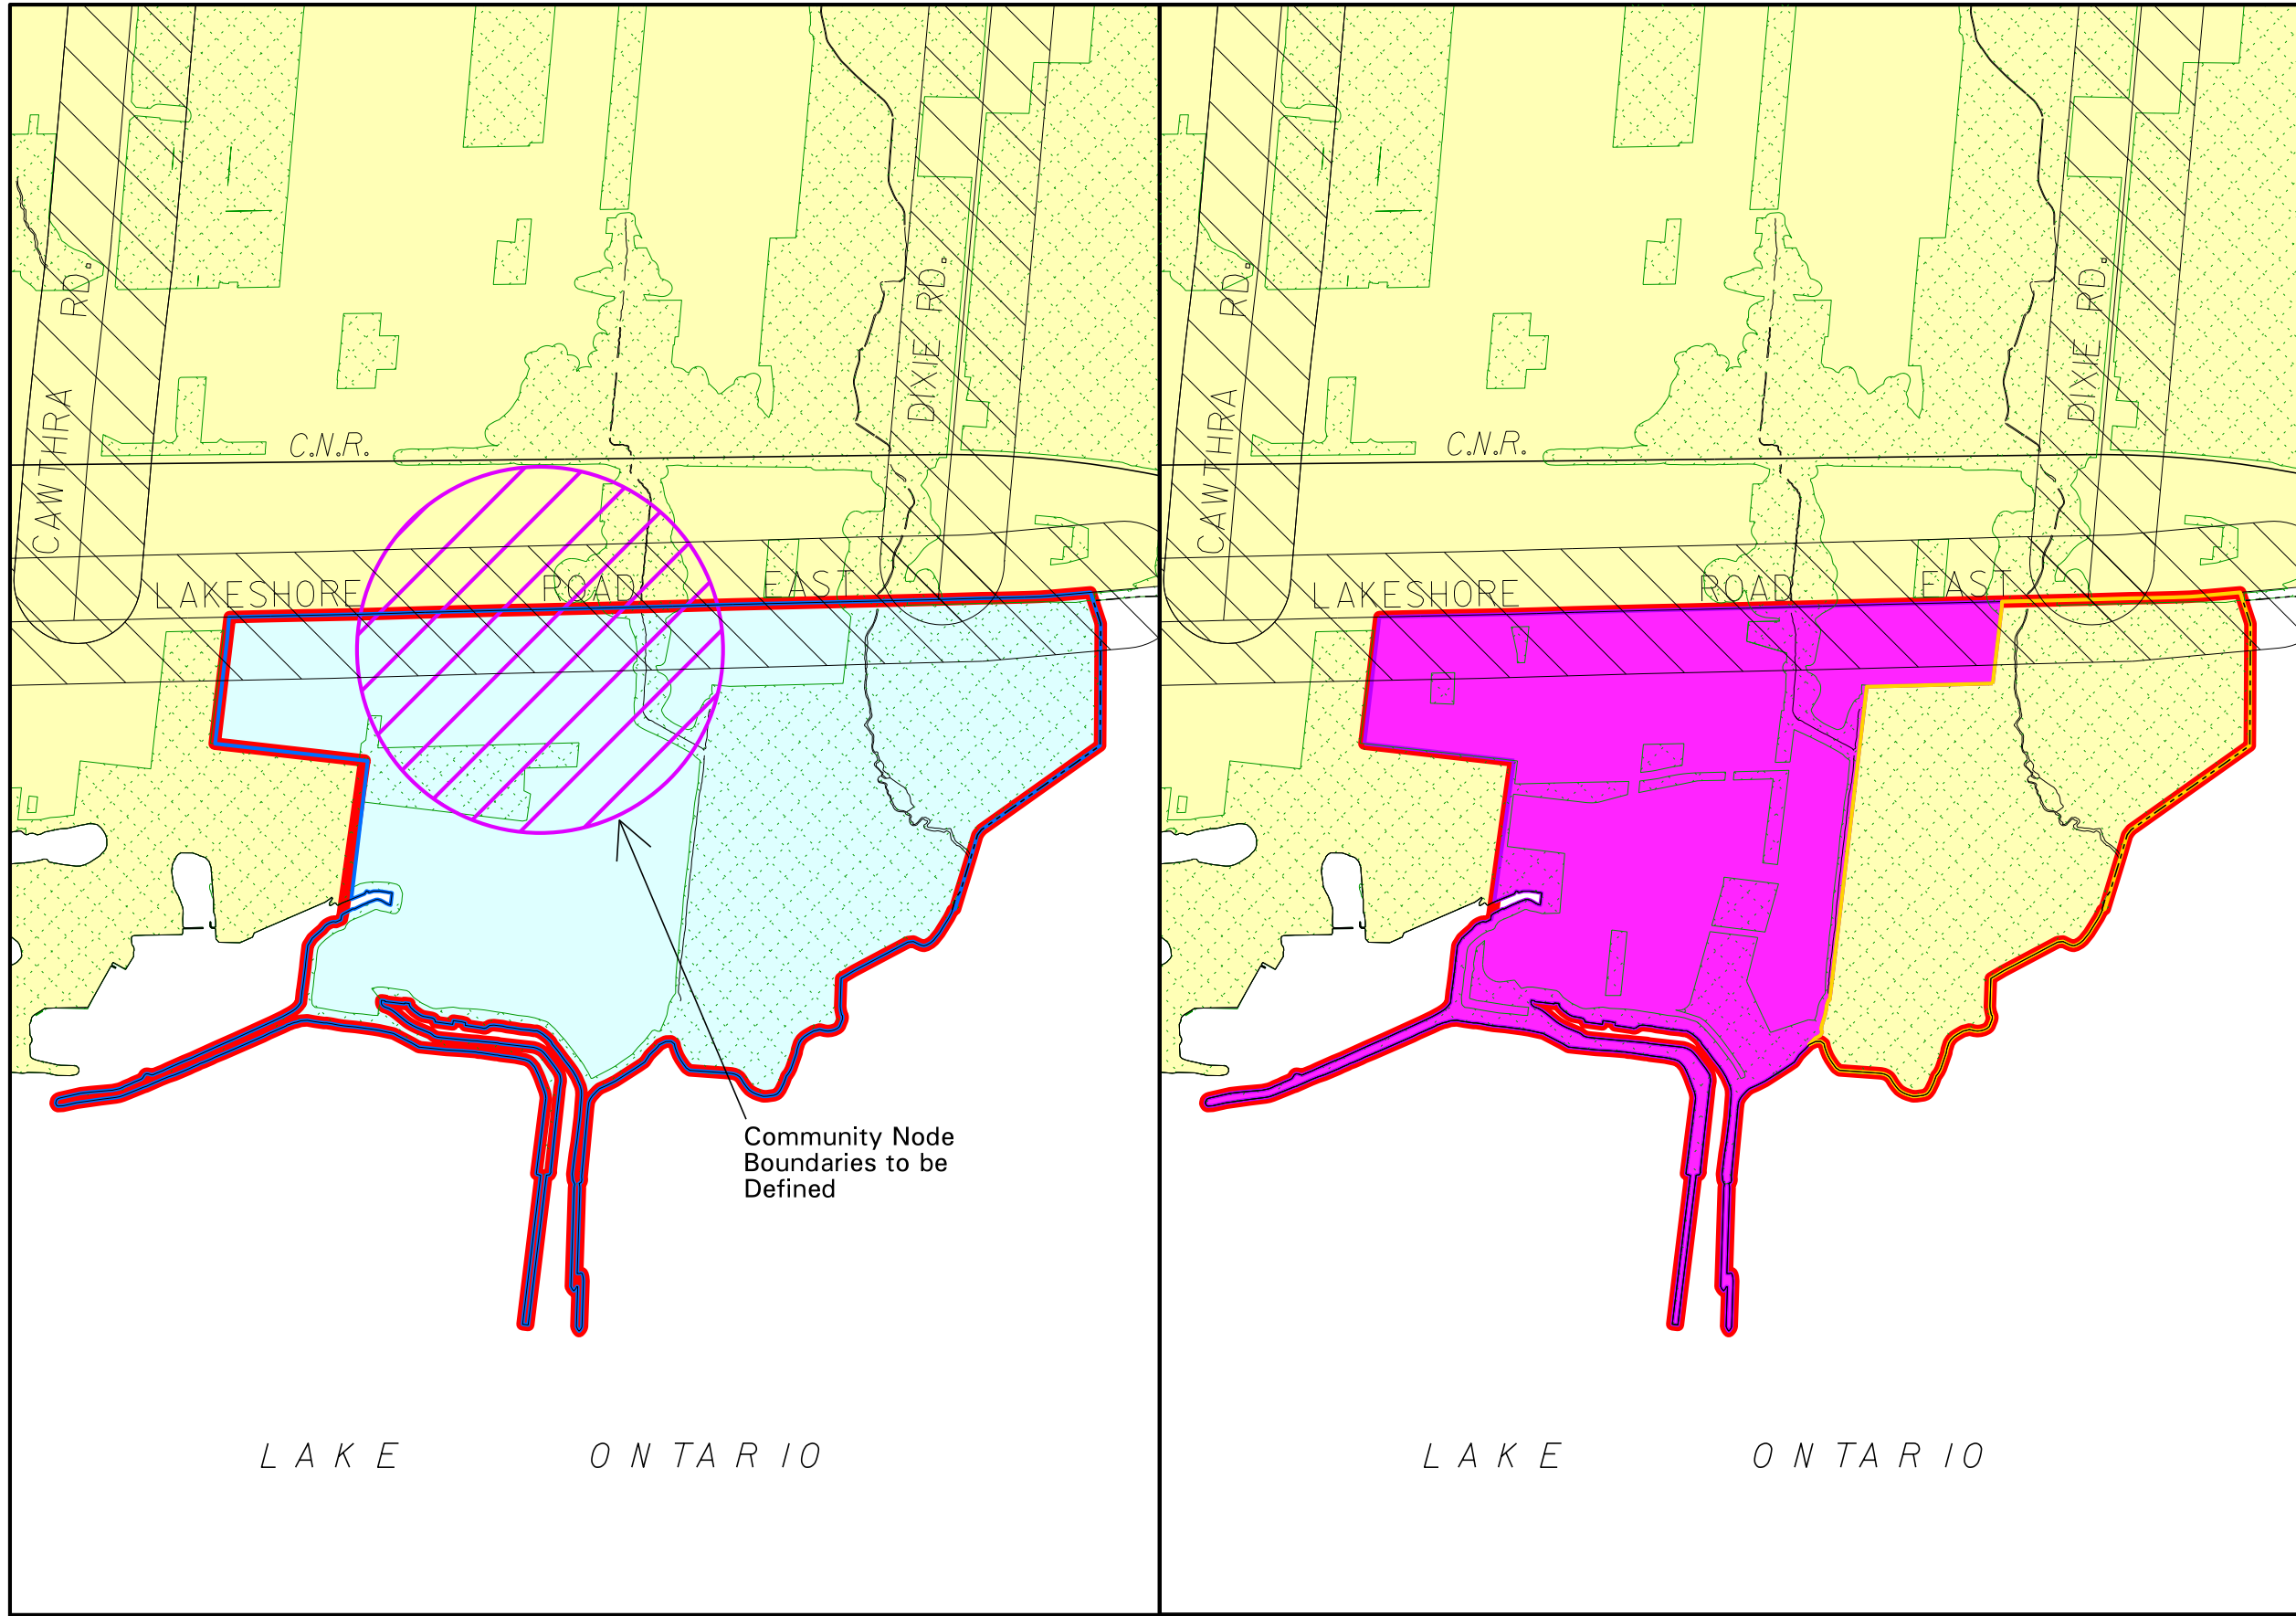 CAWTHRA RD.
DIXIE RD.
C.N.R.
LAKESHORE ROAD EAST
Community Node
Boundaries to be
Defined
LAKE ONTARIO
CAWTHRA RD.
DIXIE RD.
C.N.R.
LAKESHORE ROAD EAST
LAKE ONTARIO